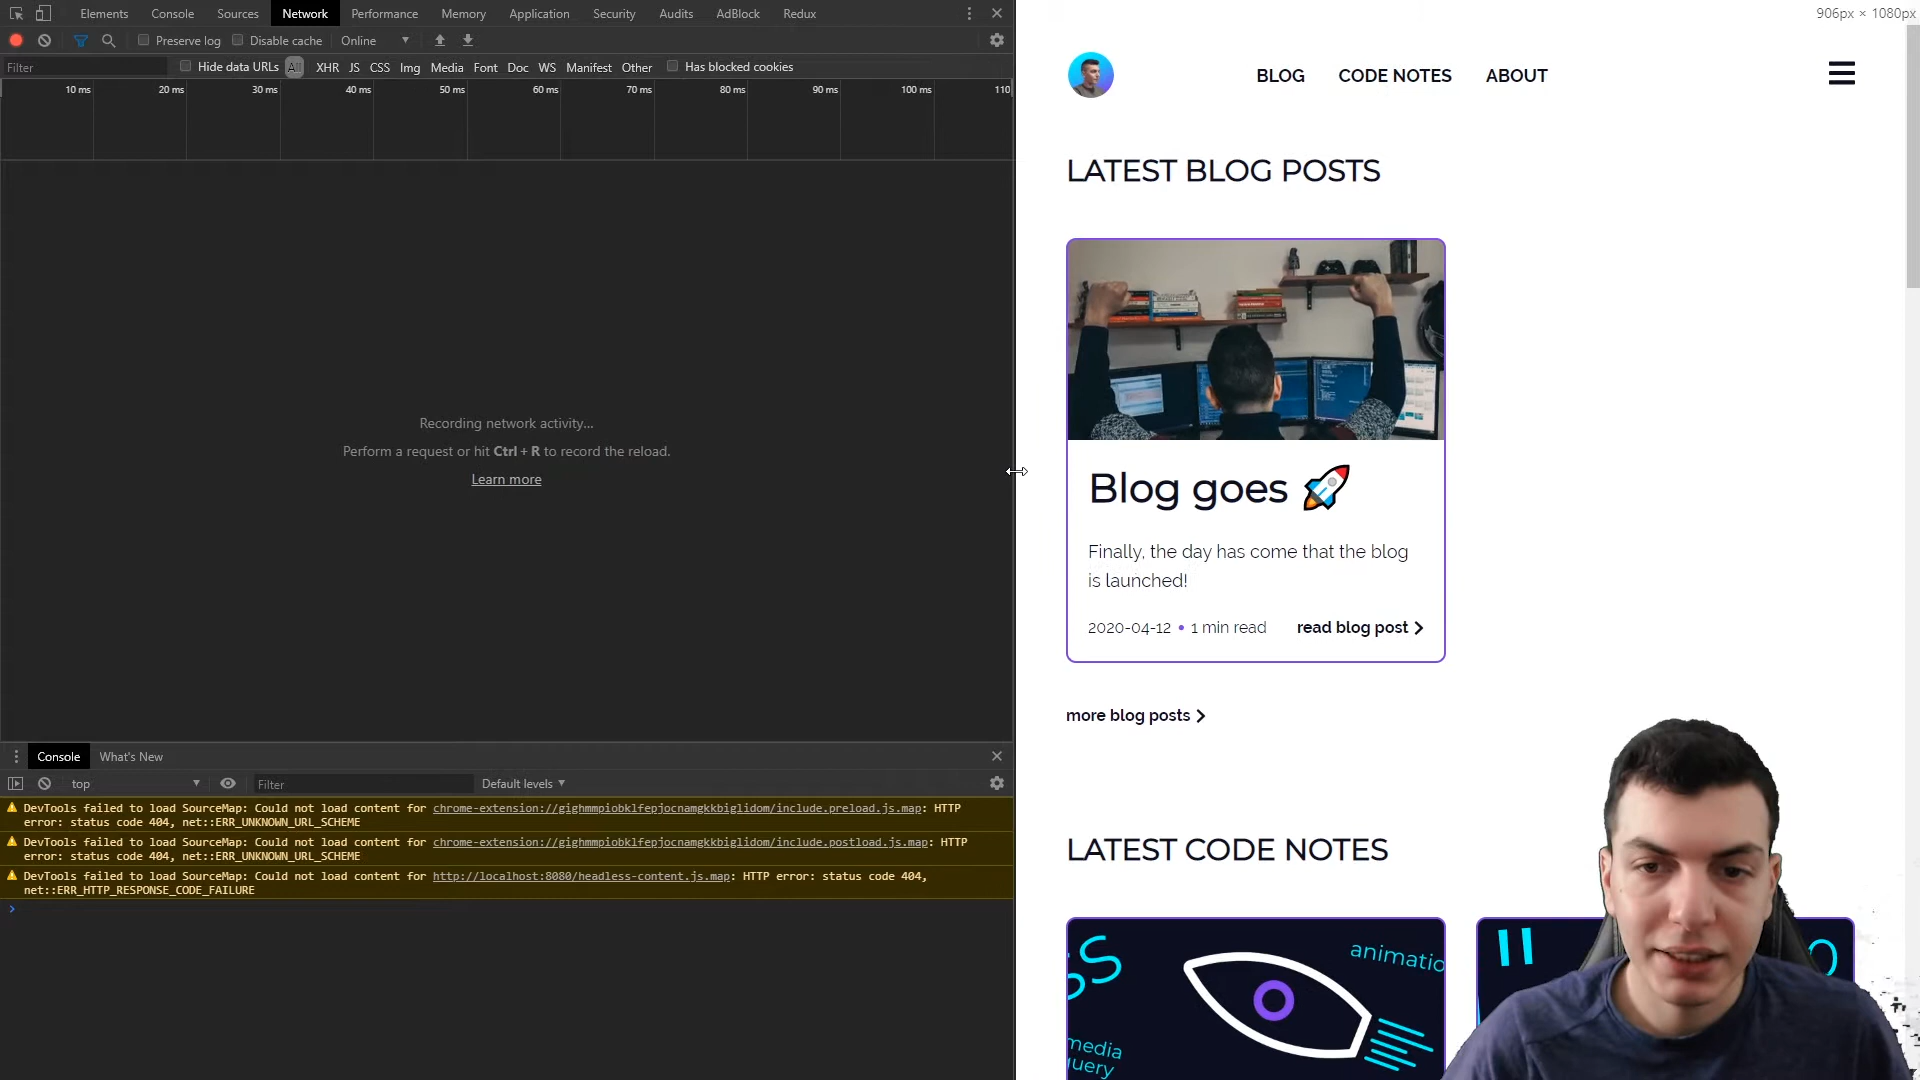 Elements Console Sources Network Performance Memory Application Security Audits AdBlock Redux
Preserve log Disable cache Online
Filter Hide data URLs All XHR JS CSS Img Media Font Doc WS Manifest Other Has blocked cookies
10 ms 20 ms 30 ms 40 ms 50 ms 60 ms 70 ms 80 ms 90 ms 100 ms 110
Recording network activity...
Perform a request or hit Ctrl + R to record the reload.
Learn more
Console What's New
top Filter Default levels
DevTools failed to load SourceMap: Could not load content for chrome-extension://gighmmpiobklfepjocnamgkkbiglidom/include.preload.js.map: HTTP
error: status code 404, net::ERR_UNKNOWN_URL_SCHEME
DevTools failed to load SourceMap: Could not load content for chrome-extension://gighmmpiobklfepjocnamgkkbiglidom/include.postload.js.map: HTTP
error: status code 404, net::ERR_UNKNOWN_URL_SCHEME
DevTools failed to load SourceMap: Could not load content for http://localhost:8080/headless-content.js.map: HTTP error: status code 404,
net::ERR_HTTP_RESPONSE_CODE_FAILURE
906px × 1080px
BLOG CODE NOTES ABOUT
LATEST BLOG POSTS
Blog goes 🚀
Finally, the day has come that the blog
is launched!
2020-04-12 • 1 min read read blog post
more blog posts
LATEST CODE NOTES
animatio
media
query